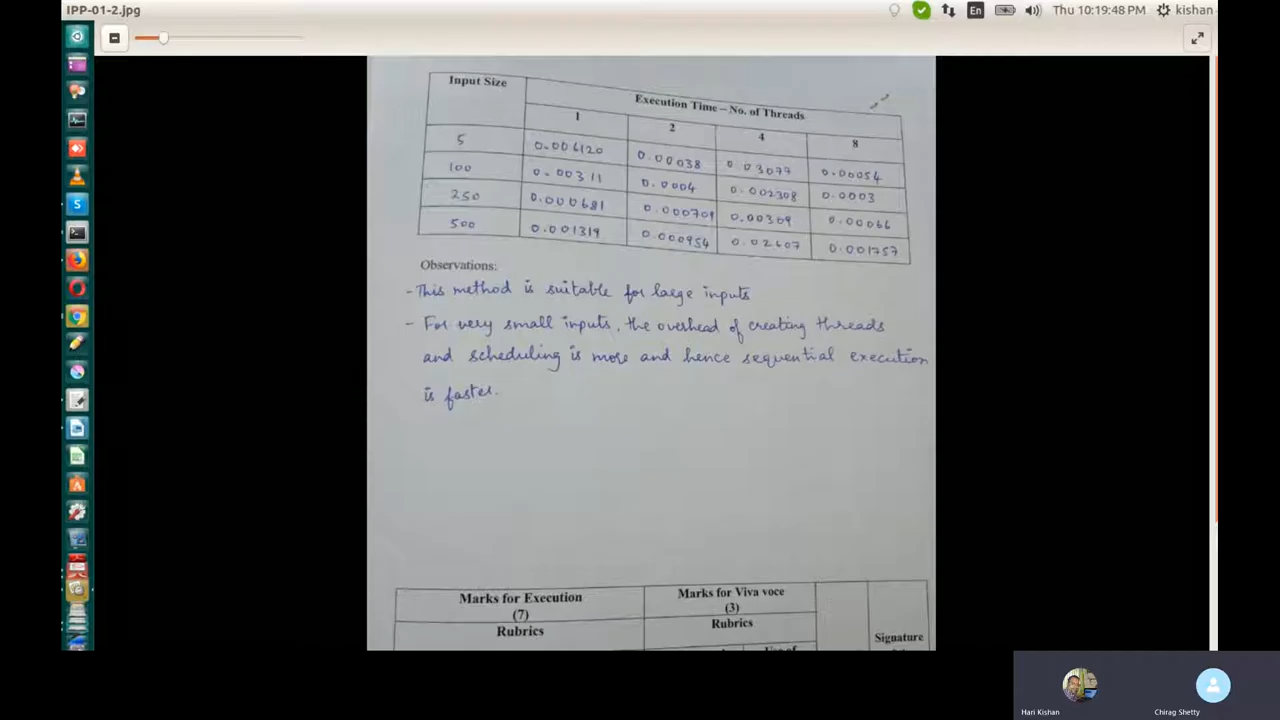 IPP-01-2.jpg
En
Thu 10:19:48 PM
kishan
Input Size
Execution Time – No. of Threads
1 2 4 8
5 0.006120 0.00038 0.03077 0.00054
100 0.00311 0.0004 0.002308 0.0003
250 0.000681 0.000709 0.00309 0.00066
500 0.001319 0.000954 0.02607 0.001757
Observations:
- This method is suitable for large inputs
- For very small inputs, the overhead of creating threads
and scheduling is more and hence sequential execution
is faster.
Marks for Execution
(7)
Rubrics
Marks for Viva voce
(3)
Rubrics
Signature
Use of
Hari Kishan
Chirag Shetty